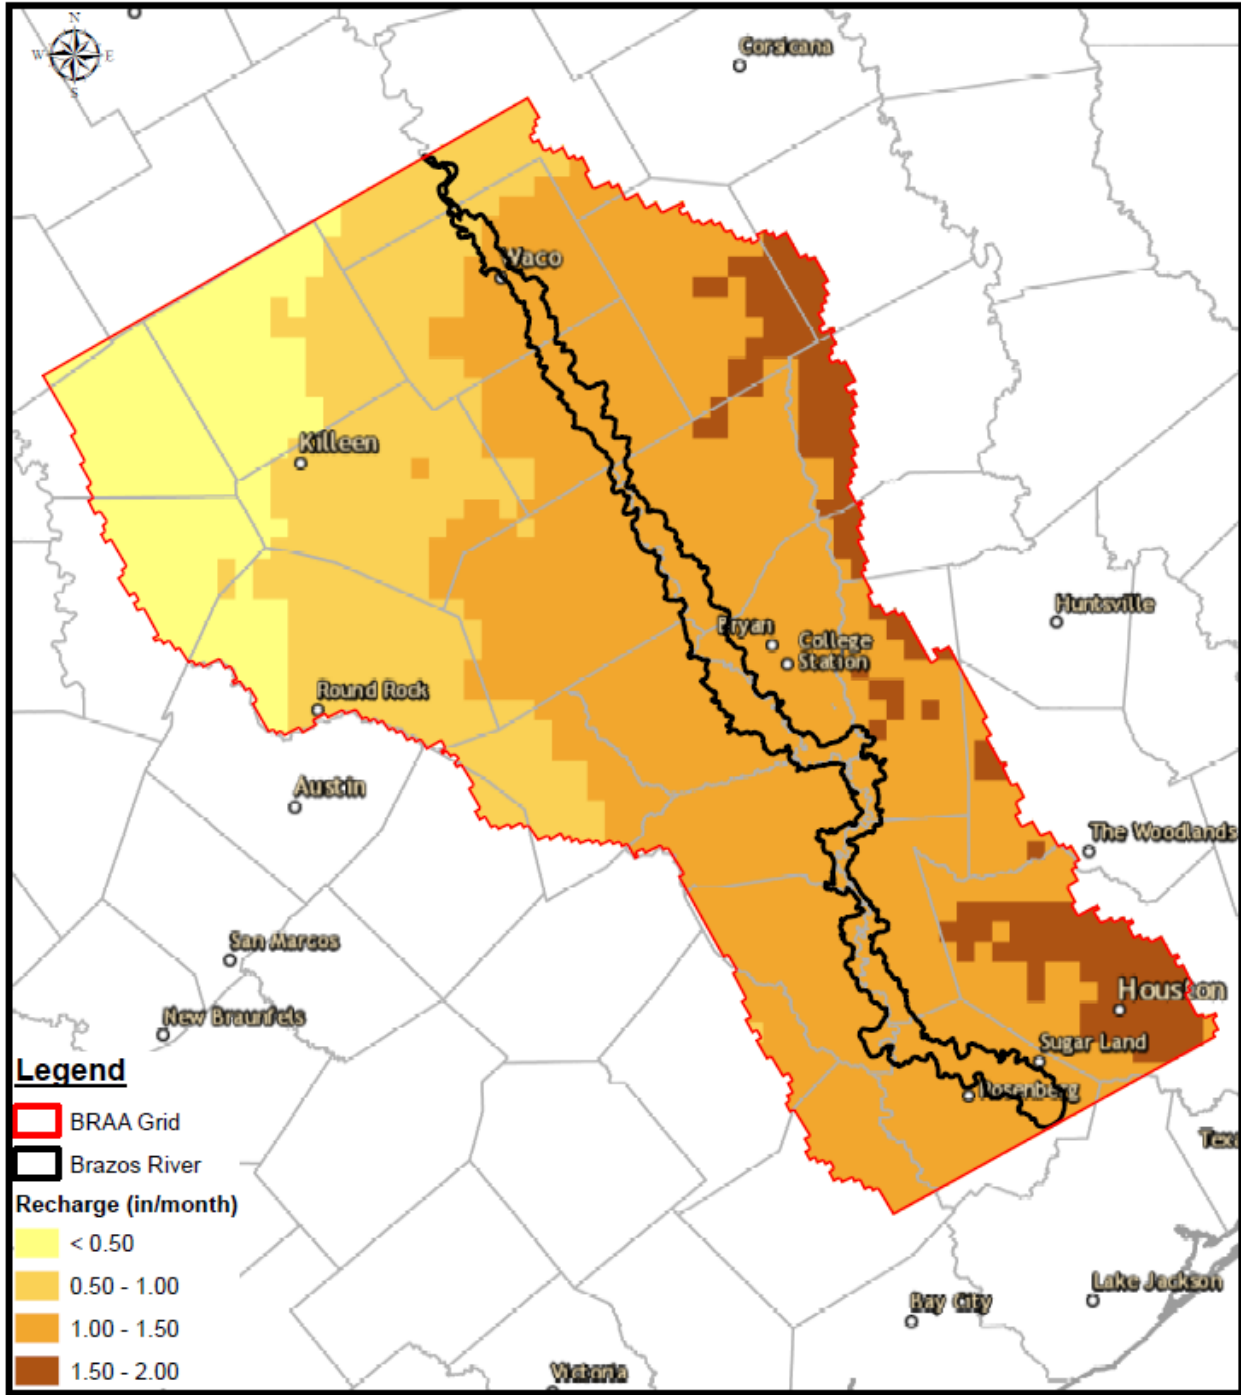 N
W
E
S
Corsicana
Waco
Killeen
Huntsville
Bryan
College
Station
Round Rock
Austin
The Woodlands
San Marcos
Houston
New Braunfels
Sugar Land
Rosenberg
Legend
BRAA Grid
Brazos River
Recharge (in/month)
< 0.50
0.50 - 1.00
1.00 - 1.50
1.50 - 2.00
Lake Jackson
Bay City
Victoria